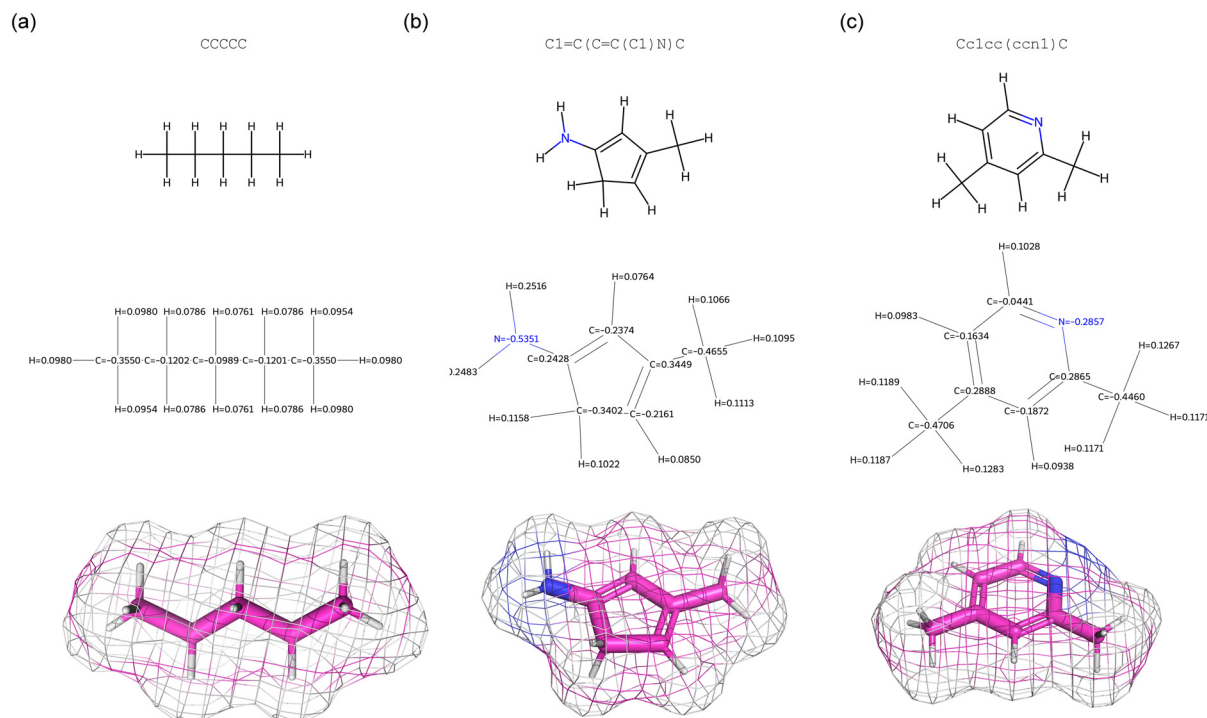 (a)
(b)
(c)
CCCCC
C1=C(C=C(C1)N)C
Cc1cc(ccn1)C
H H H H H
H H
H H H H H
H
H
N
H
H
H
H
H
H
H
H
H
N
H
H
H
H
H
H
H
H
H=0.0980 H=0.0786 H=0.0761 H=0.0786 H=0.0954
H=0.0980 C=-0.3550 C=-0.1202 C=-0.0989 C=-0.1201 C=-0.3550 H=0.0980
H=0.0954 H=0.0786 H=0.0761 H=0.0786 H=0.0980
H=0.0764
H=0.2516
H=0.1066
C=-0.2374
N=-0.5351
H=0.1095
C=0.2428
C=-0.4655
C=0.3449
0.2483
H=0.1113
C=-0.3402
C=-0.2161
H=0.1158
H=0.0850
H=0.1022
H=0.1028
C=-0.0441
H=0.0983
N=-0.2857
C=-0.1634
H=0.1267
C=0.2865
H=0.1189
C=0.2888
C=-0.4460
C=-0.1872
H=0.1171
C=-0.4706
H=0.1171
H=0.1187
H=0.0938
H=0.1283